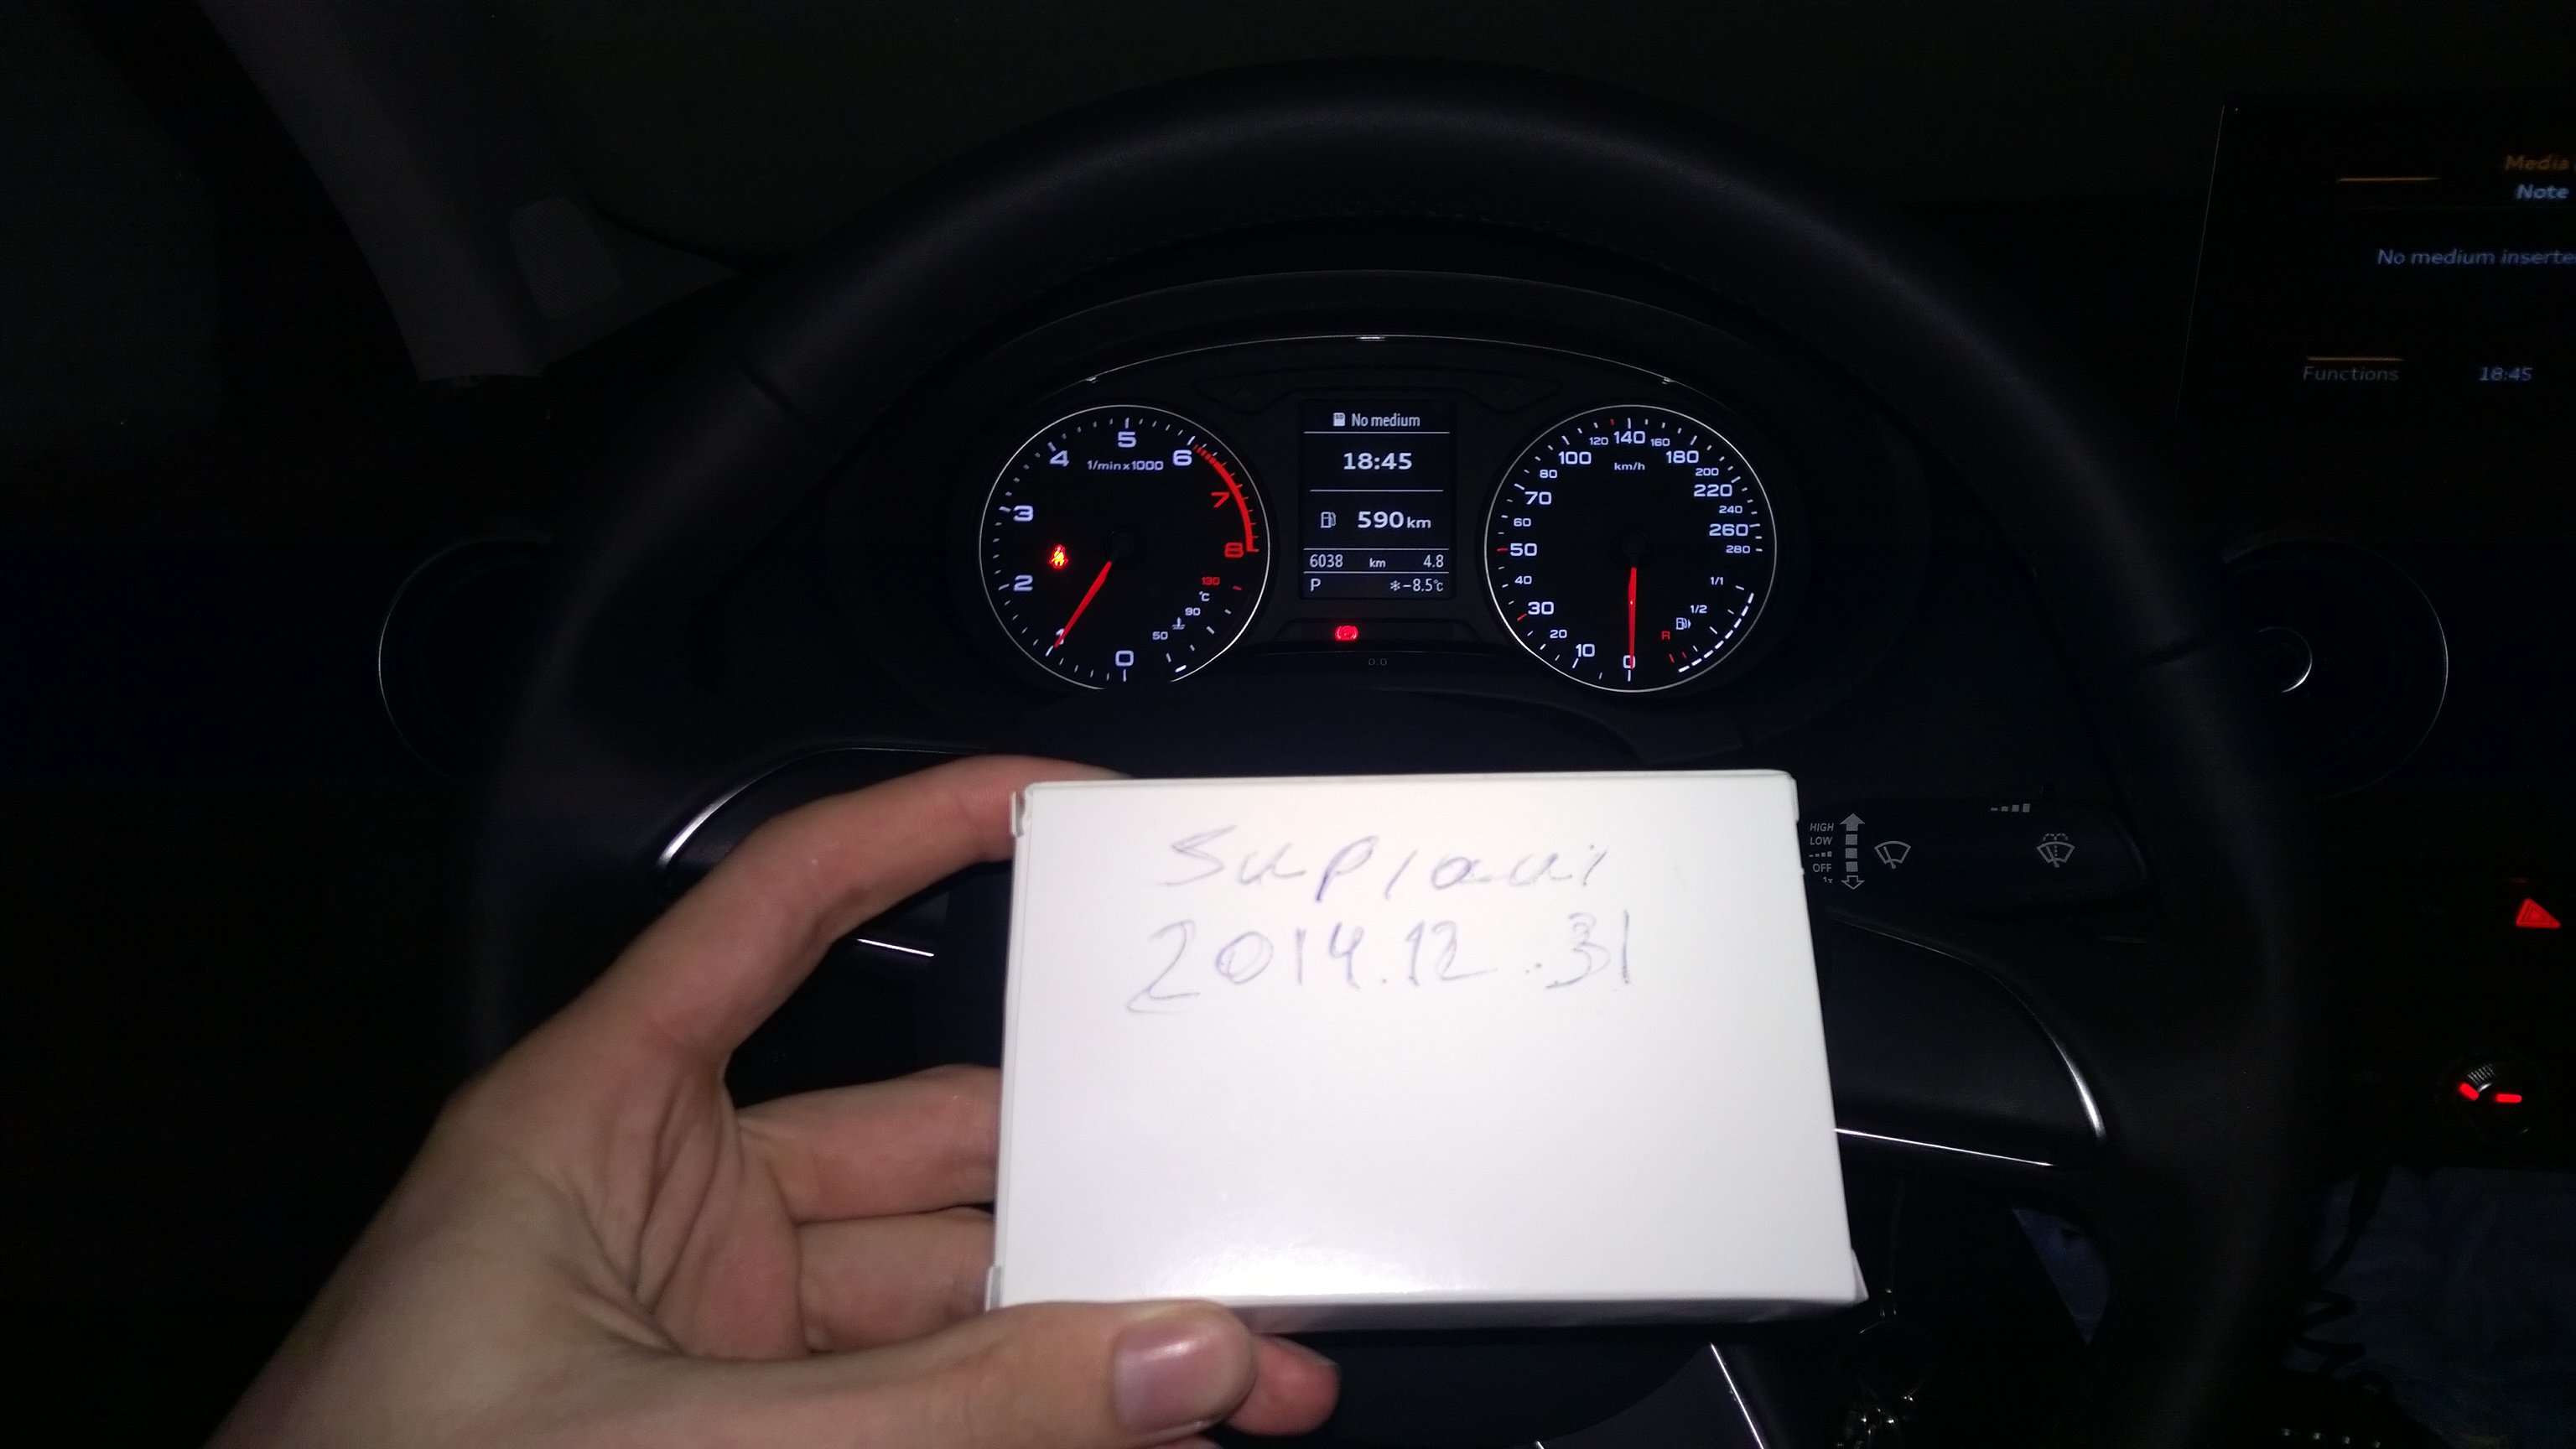 Media
Note
No medium inserte
Functions 18:45
No medium
18:45
590 km
6038 km 4.8
P -8.5°C
0.0
1/min x 1000
0 1 2 3 4 5 6 7 8
50 90 130 °C
km/h
0 10 20 30 40 50 60 70 80 100 120 140 160 180 200 220 240 260 280
R 1/2 1/1
HIGH
LOW
OFF
1x
2014.12.31